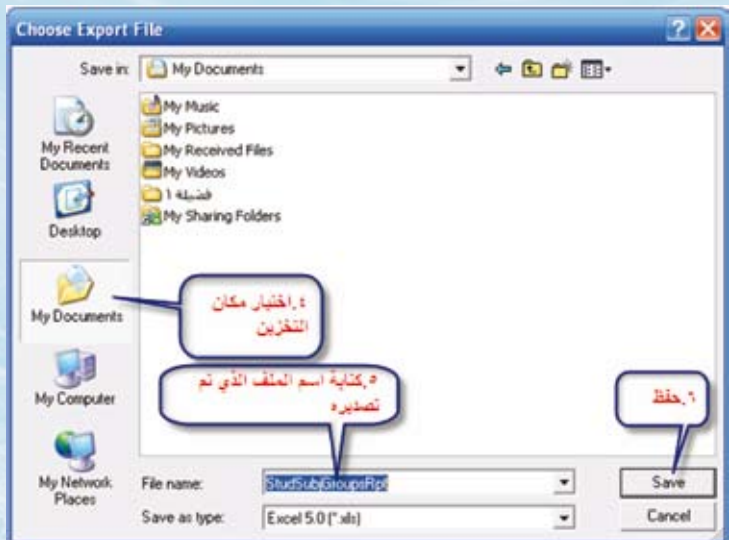 Choose Export File
Save in:
My Documents
My Recent
Documents
Desktop
My Documents
My Computer
My Network
Places
My Music
My Pictures
My Received Files
My Videos
فضيلة ١
My Sharing Folders
٤.اختيار مكان
التخزين
٥.كتابة اسم الملف الذي تم
تصديره
٦.حفظ
File name:
StudSubjGroupsRpt
Save
Save as type:
Excel 5.0 (*.xls)
Cancel